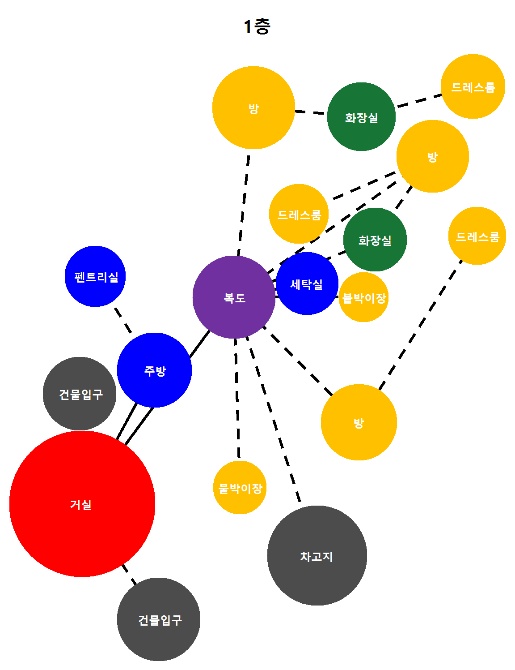 1층
방
화장실
드레스룸
방
드레스룸
화장실
드레스룸
펜트리실
복도
세탁실
붙박이장
주방
건물입구
방
거실
붙박이장
차고지
건물입구